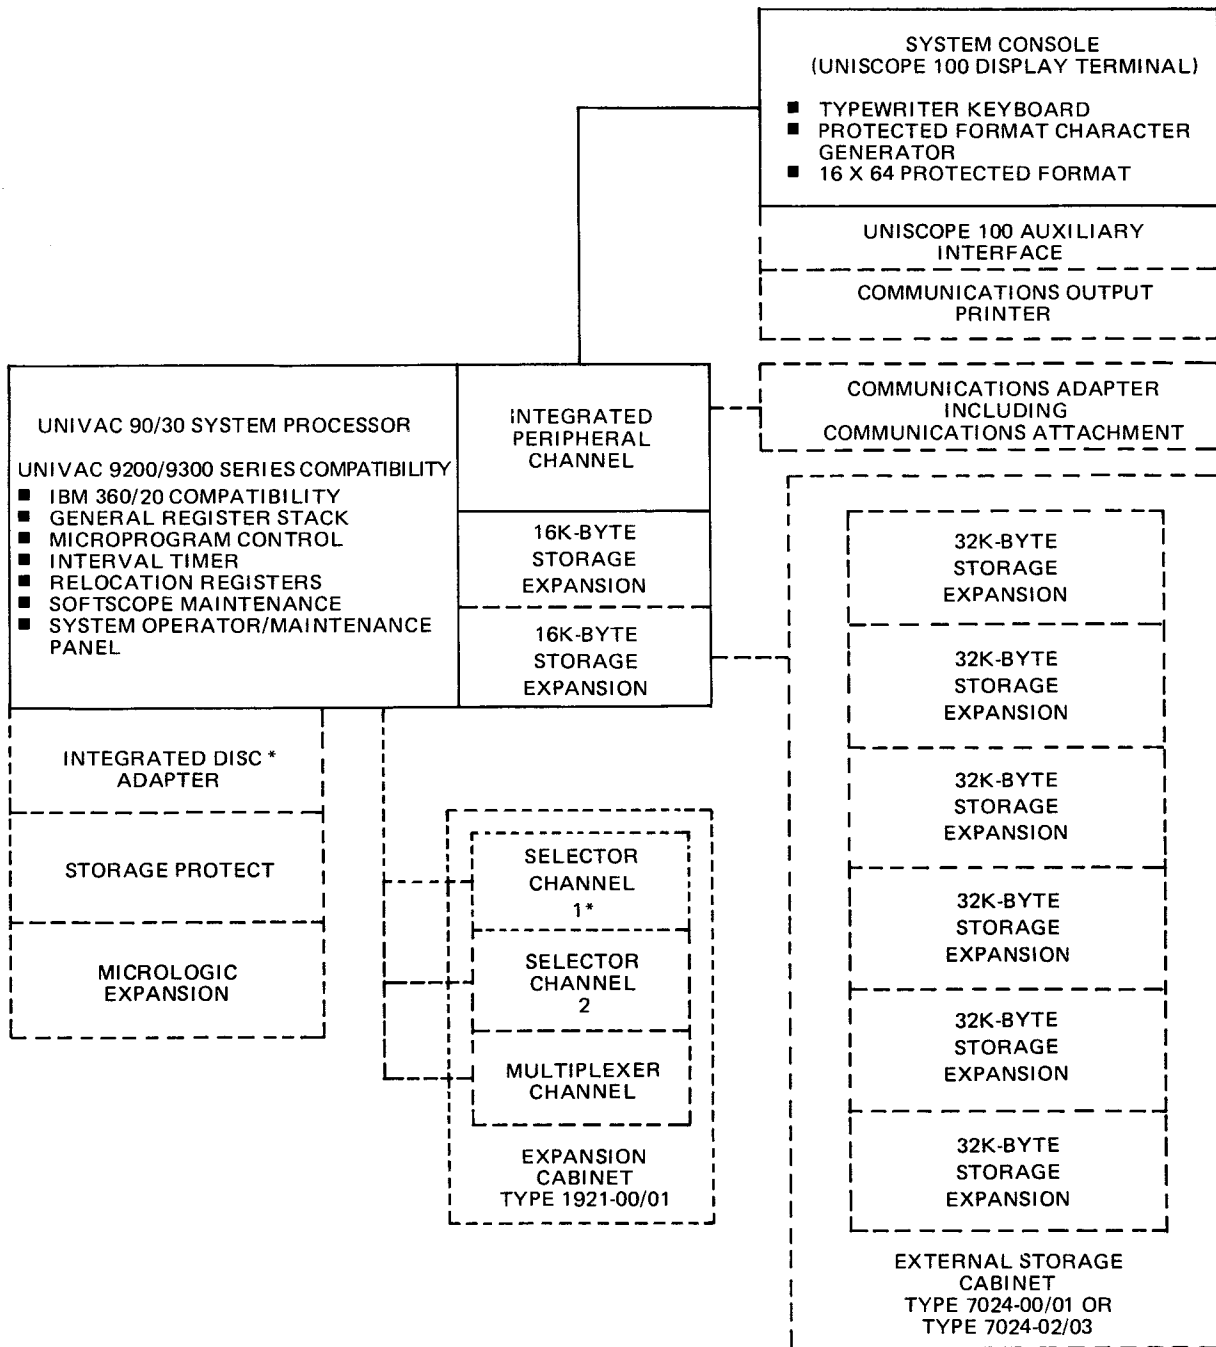 SYSTEM CONSOLE
(UNISCOPE 100 DISPLAY TERMINAL)
■ TYPEWRITER KEYBOARD
■ PROTECTED FORMAT CHARACTER
GENERATOR
■ 16 X 64 PROTECTED FORMAT
UNISCOPE 100 AUXILIARY
INTERFACE
COMMUNICATIONS OUTPUT
PRINTER
UNIVAC 90/30 SYSTEM PROCESSOR
UNIVAC 9200/9300 SERIES COMPATIBILITY
■ IBM 360/20 COMPATIBILITY
■ GENERAL REGISTER STACK
■ MICROPROGRAM CONTROL
■ INTERVAL TIMER
■ RELOCATION REGISTERS
■ SOFTSCOPE MAINTENANCE
■ SYSTEM OPERATOR/MAINTENANCE
PANEL
INTEGRATED
PERIPHERAL
CHANNEL
16K-BYTE
STORAGE
EXPANSION
16K-BYTE
STORAGE
EXPANSION
COMMUNICATIONS ADAPTER
INCLUDING
COMMUNICATIONS ATTACHMENT
INTEGRATED DISC *
ADAPTER
STORAGE PROTECT
MICROLOGIC
EXPANSION
SELECTOR
CHANNEL
1*
SELECTOR
CHANNEL
2
MULTIPLEXER
CHANNEL
EXPANSION
CABINET
TYPE 1921-00/01
32K-BYTE
STORAGE
EXPANSION
32K-BYTE
STORAGE
EXPANSION
32K-BYTE
STORAGE
EXPANSION
32K-BYTE
STORAGE
EXPANSION
32K-BYTE
STORAGE
EXPANSION
32K-BYTE
STORAGE
EXPANSION
EXTERNAL STORAGE
CABINET
TYPE 7024-00/01 OR
TYPE 7024-02/03